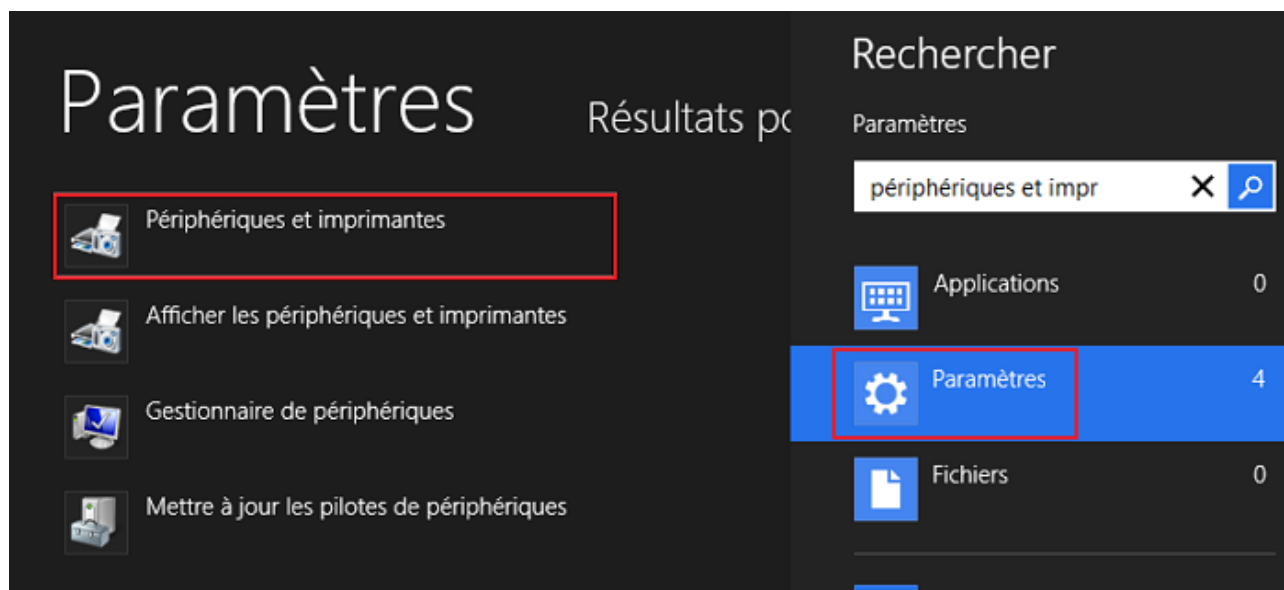 Paramètres
Résultats po
Périphériques et imprimantes
Afficher les périphériques et imprimantes
Gestionnaire de périphériques
Mettre à jour les pilotes de périphériques
Rechercher
Paramètres
périphériques et impr
Applications 0
Paramètres 4
Fichiers 0